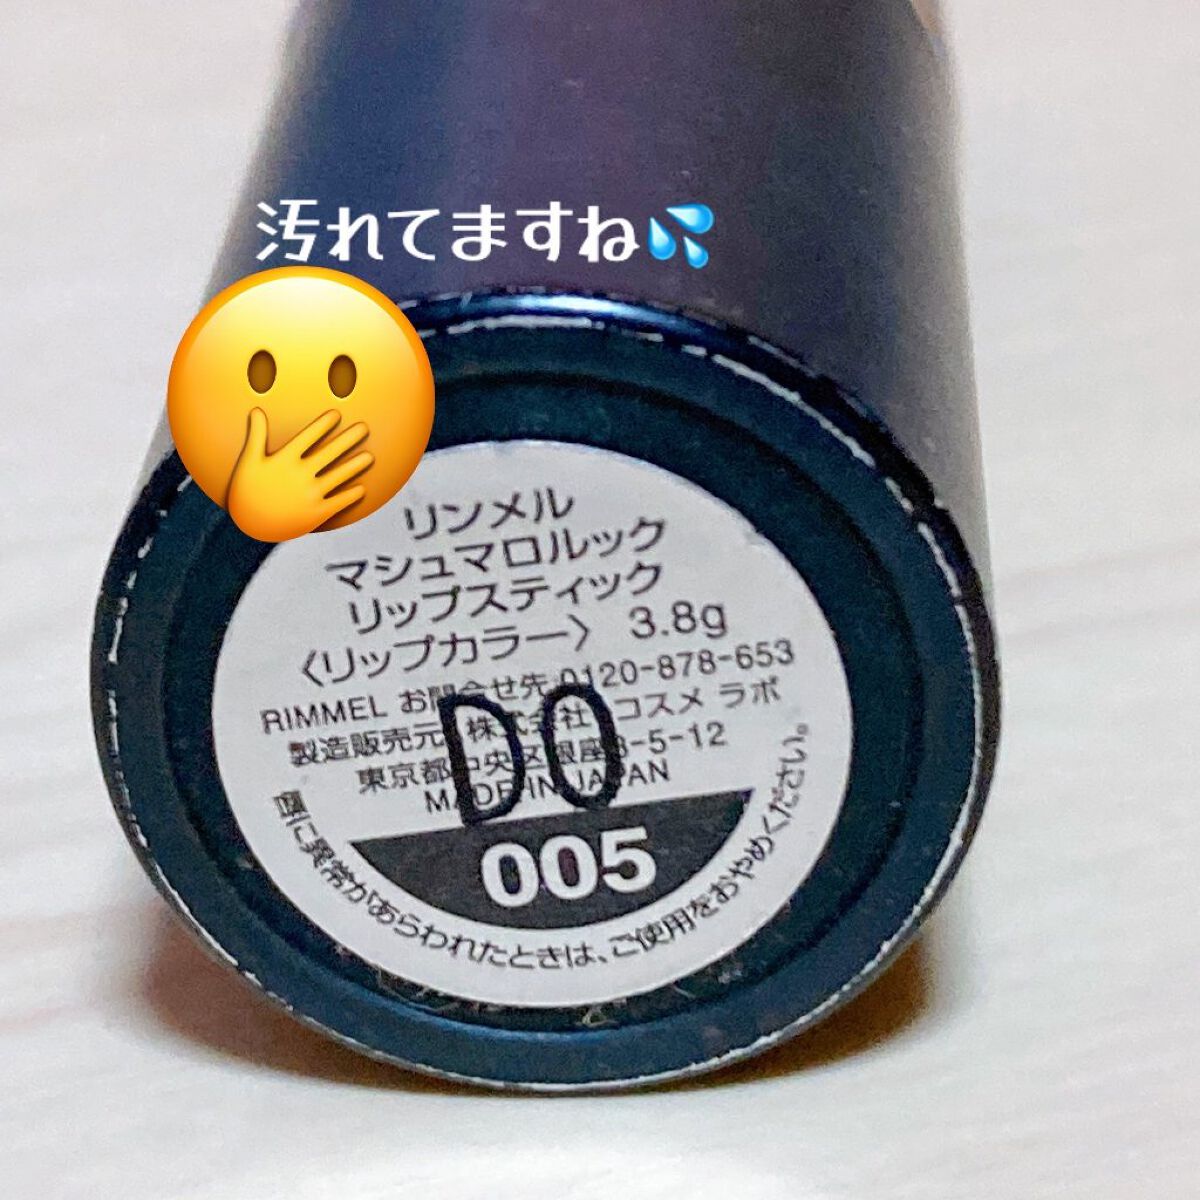 汚れてますね💦
リンメル
マシュマロルック
リップスティック
〈リップカラー〉 3.8g
RIMMEL お問合せ先 0120-878-653
製造販売元 株式会社 コスメ ラボ
東京都中央区銀座3-5-12
MADE IN JAPAN
D0
005
唇に異常があらわれたときは、ご使用をおやめください。